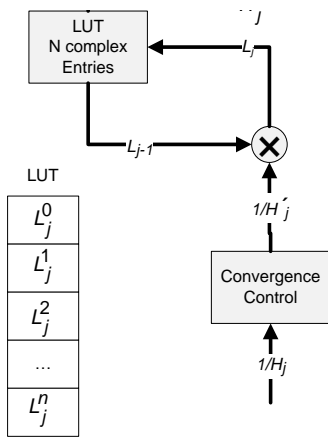 LUT
N complex
Entries
L_j
L_{j-1}
1/H´_j
Convergence
Control
1/H_j
LUT
L_j^0
L_j^1
L_j^2
...
L_j^n